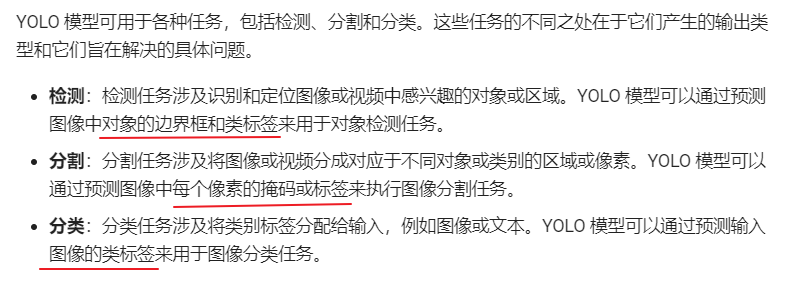 YOLO 模型可用于各种任务，包括检测、分割和分类。这些任务的不同之处在于它们产生的输出类
型和它们旨在解决的具体问题。
• 检测：检测任务涉及识别和定位图像或视频中感兴趣的对象或区域。YOLO 模型可以通过预测
图像中对象的边界框和类标签来用于对象检测任务。
• 分割：分割任务涉及将图像或视频分成对应于不同对象或类别的区域或像素。YOLO 模型可以
通过预测图像中每个像素的掩码或标签来执行图像分割任务。
• 分类：分类任务涉及将类别标签分配给输入，例如图像或文本。YOLO 模型可以通过预测输入
图像的类标签来用于图像分类任务。